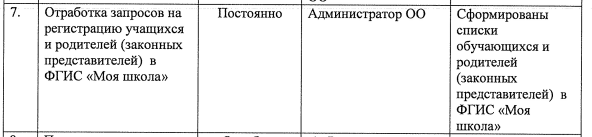 7. Отработка запросов на Постоянно Администратор ОО Сформированы
регистрацию учащихся списки
и родителей (законных обучающихся и
представителей) в родителей
ФГИС «Моя школа» (законных
представителей) в
ФГИС «Моя
школа»